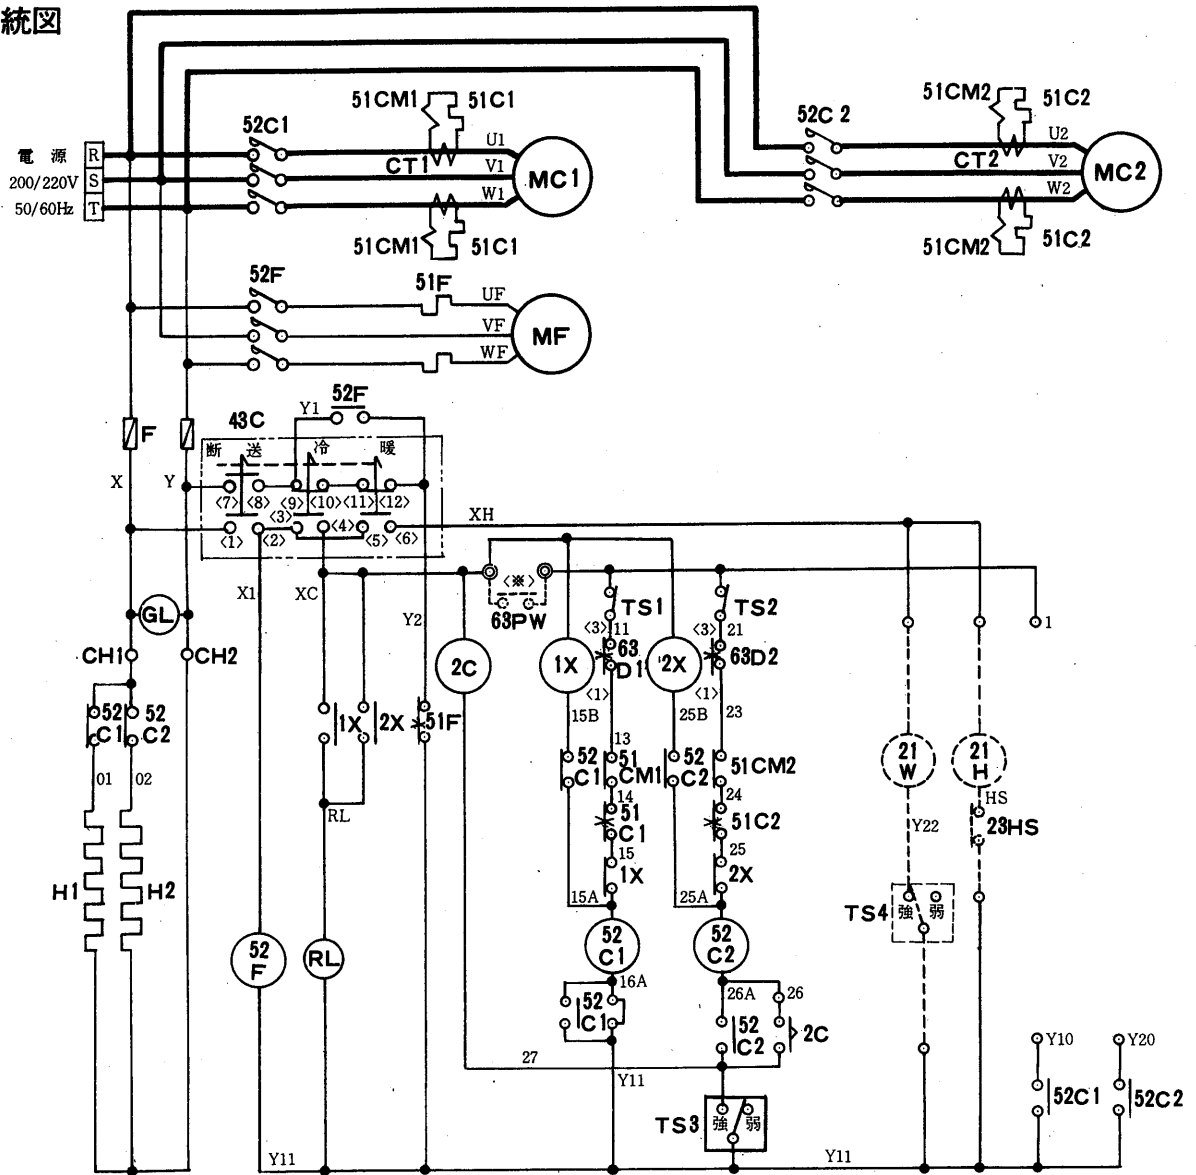 統図
51CM1 51C1
51CM2 51C2
52C1
52C2
電源 R
200/220V S
50/60Hz T
U1
V1
W1
CT1
MC1
U2
V2
W2
CT2
MC2
51CM1 51C1
51CM2 51C2
52F
51F
UF
VF
WF
MF
F
43C
Y1
52F
断 送 冷 暖
X
Y
<7> <8> <9> <10> <11> <12>
<1> <2> <3> <4> <5> <6>
XH
X1
XC
Y2
<※>
63PW
TS1
TS2
<3> 11
<3> 21
1
GL
CH1
CH2
2C
1X
63
D1
2X
63D2
<1>
<1>
15B
25B
23
52
C1
52
C2
1X
2X
51F
13
01
02
52
C1
51
CM1
52
C2
51CM2
14
24
RL
51
C1
51C2
15
25
1X
2X
15A
25A
21
W
21
H
HS
23HS
Y22
H1
H2
TS4
強 弱
52
F
RL
52
C1
52
C2
16A
26A
26
52
C1
52
C2
2C
27
Y11
Y10
Y20
TS3
強 弱
52C1
52C2
Y11
Y11